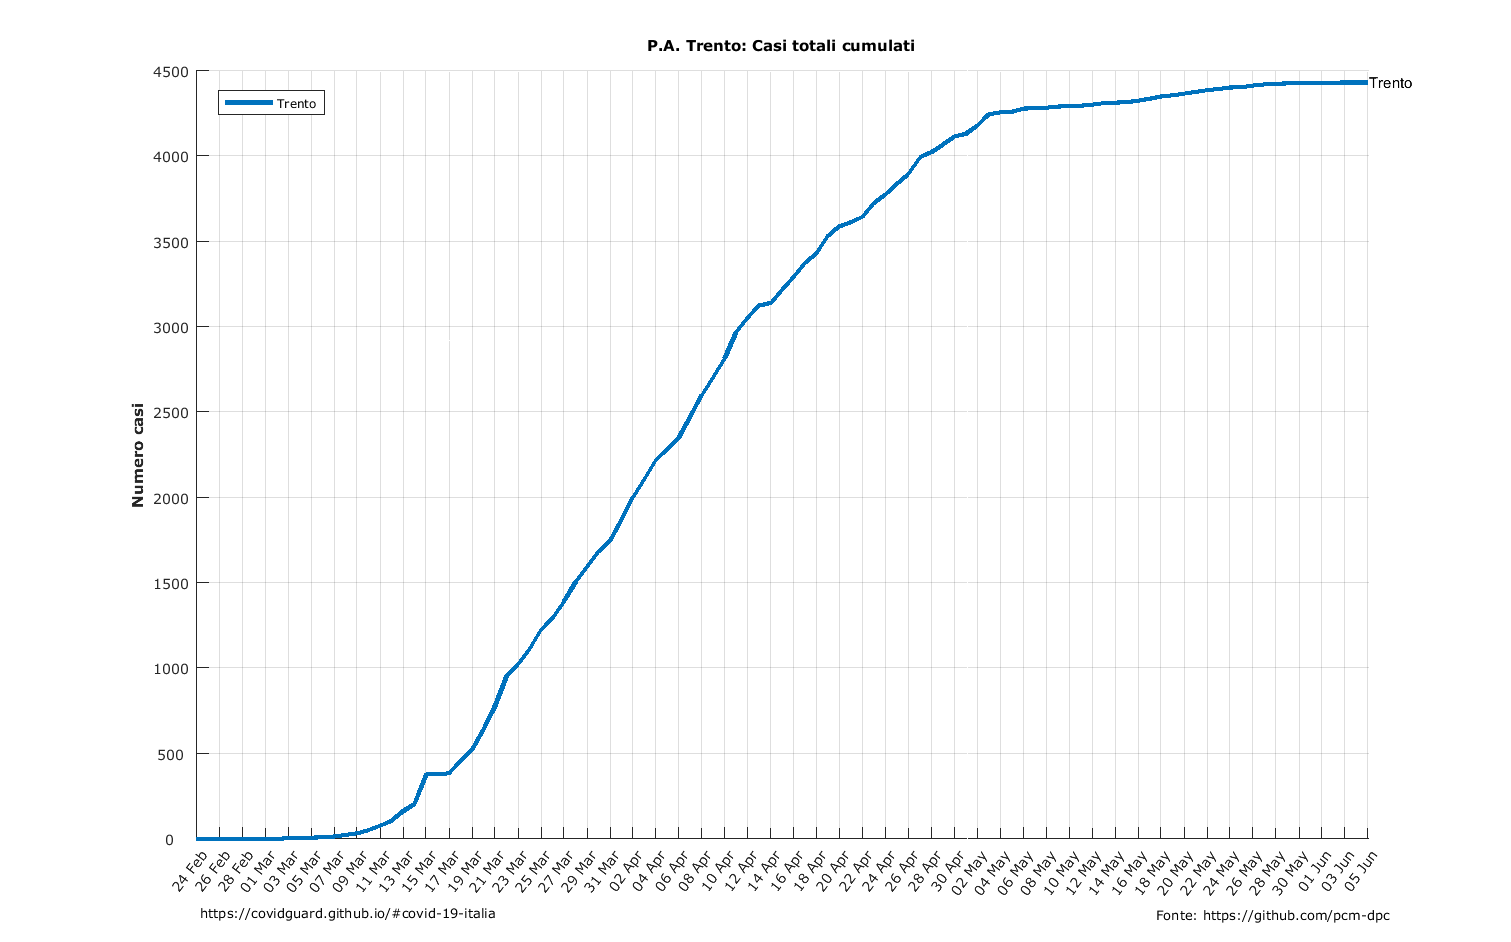 P.A. Trento: Casi totali cumulati
Trento
Trento
Numero casi
4500
4000
3500
3000
2500
2000
1500
1000
500
0
24 Feb
26 Feb
28 Feb
01 Mar
03 Mar
05 Mar
07 Mar
09 Mar
11 Mar
13 Mar
15 Mar
17 Mar
19 Mar
21 Mar
23 Mar
25 Mar
27 Mar
29 Mar
31 Mar
02 Apr
04 Apr
06 Apr
08 Apr
10 Apr
12 Apr
14 Apr
16 Apr
18 Apr
20 Apr
22 Apr
24 Apr
26 Apr
28 Apr
30 Apr
02 May
04 May
06 May
08 May
10 May
12 May
14 May
16 May
18 May
20 May
22 May
24 May
26 May
28 May
30 May
01 Jun
03 Jun
05 Jun
https://covidguard.github.io/#covid-19-italia
Fonte: https://github.com/pcm-dpc